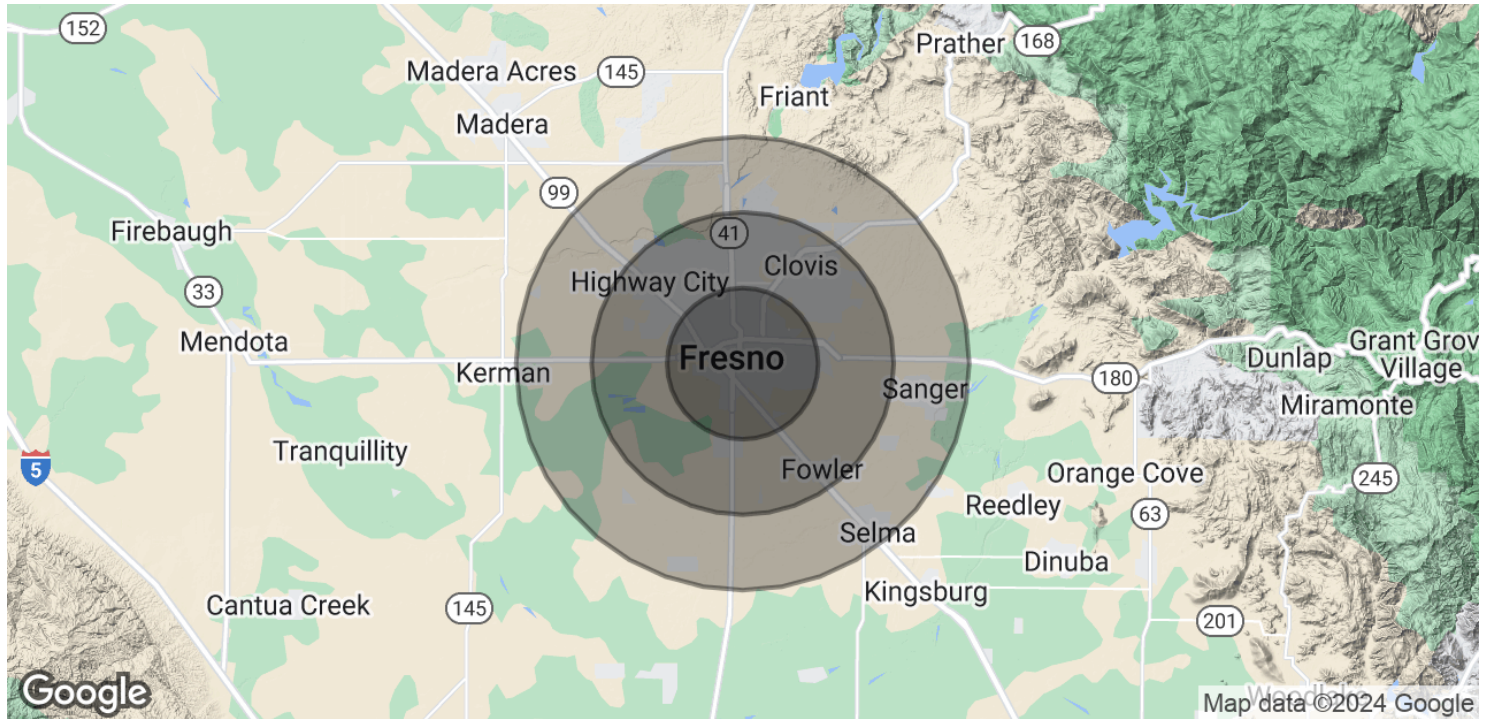 152
Prather 168
Madera Acres 145
Friant
Madera
99
Firebaugh
41
Clovis
Highway City
33
Mendota
Grant Grov
Village
Dunlap
Fresno
Kerman
180
Sanger
Miramonte
Tranquillity
5
Fowler
Orange Cove
245
Reedley
63
Selma
Dinuba
Kingsburg
Cantua Creek
145
201
Google
Woodlake
Map data ©2024 Google